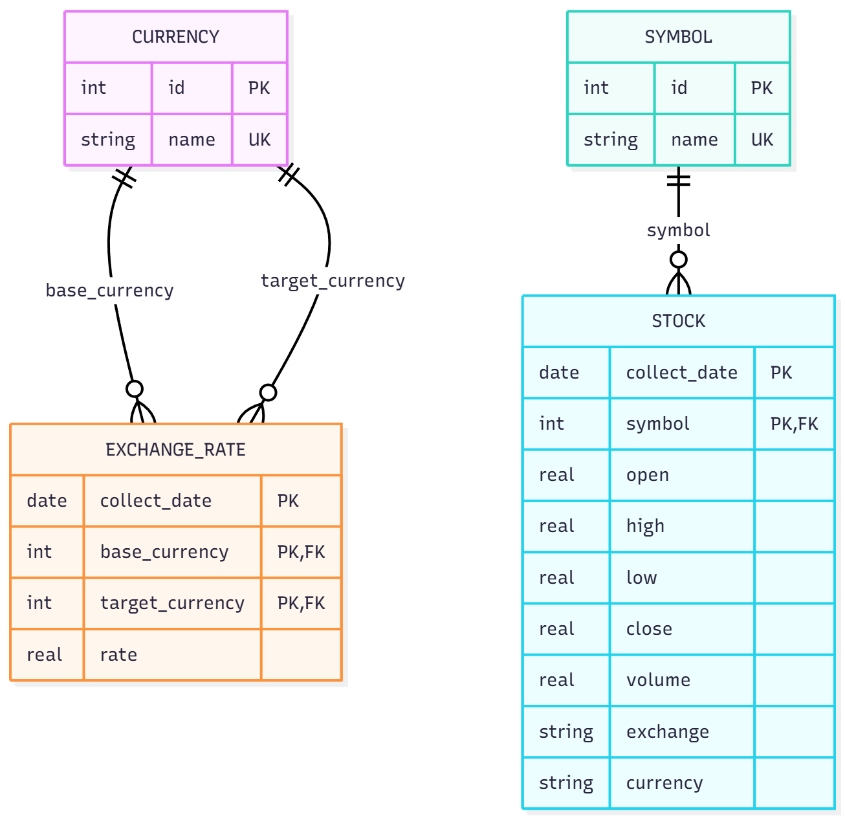 CURRENCY
int id PK
string name UK
SYMBOL
int id PK
string name UK
base_currency
target_currency
symbol
EXCHANGE_RATE
date collect_date PK
int base_currency PK,FK
int target_currency PK,FK
real rate
STOCK
date collect_date PK
int symbol PK,FK
real open
real high
real low
real close
real volume
string exchange
string currency